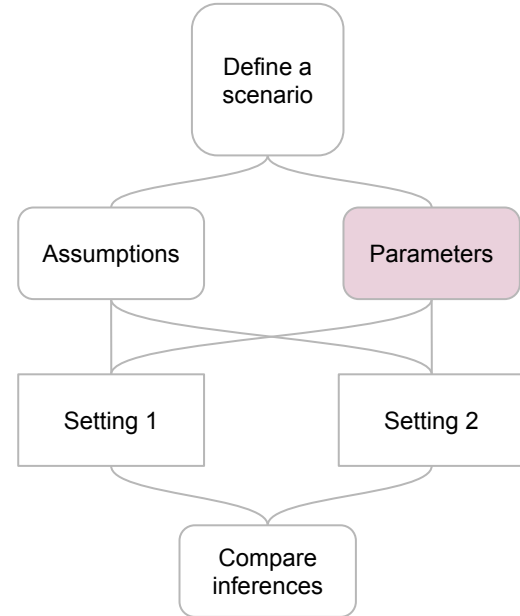 Define a
scenario
Assumptions
Parameters
Setting 1
Setting 2
Compare
inferences